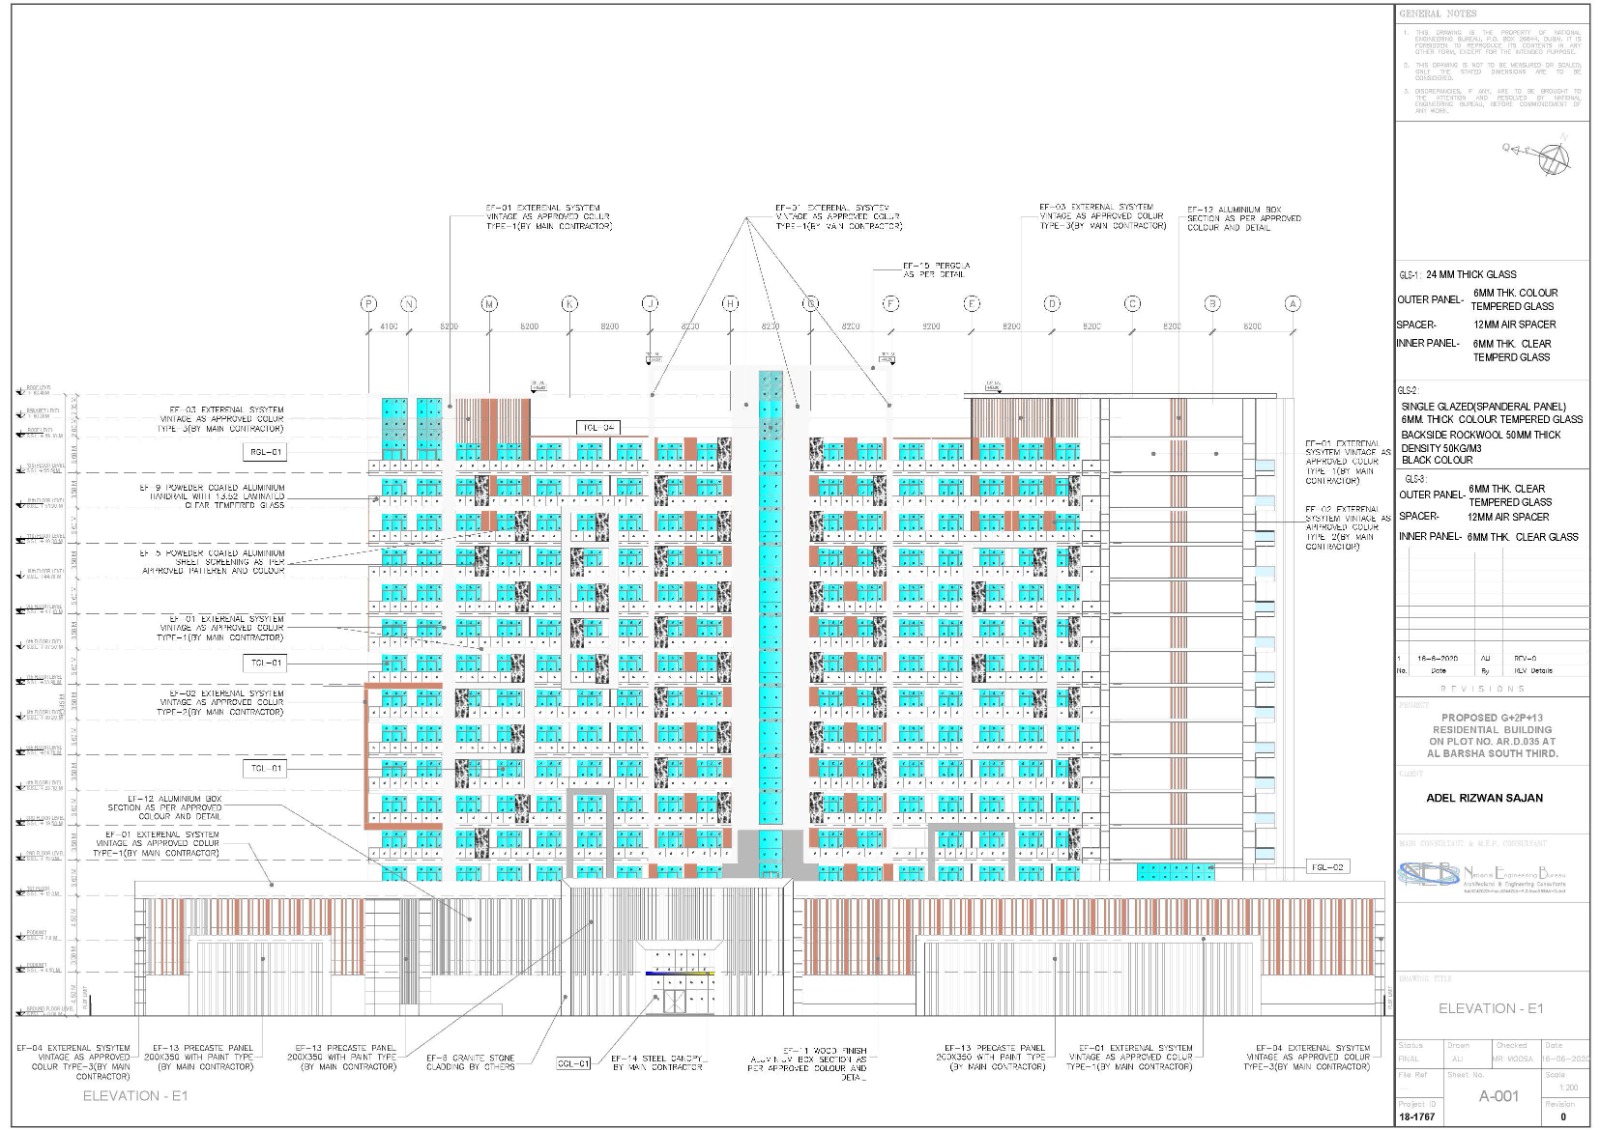 EF-01 EXTERENAL SYSYTEM
VINTAGE AS APPROVED COLUR
TYPE-1(BY MAIN CONTRACTOR)
EF-01 EXTERENAL SYSYTEM
VINTAGE AS APPROVED COLUR
TYPE-1(BY MAIN CONTRACTOR)
EF-03 EXTERENAL SYSYTEM
VINTAGE AS APPROVED COLUR
TYPE-3(BY MAIN CONTRACTOR)
EF-12 ALUMINIUM BOX
SECTION AS PER APPROVED
COLOUR AND DETAIL
EF-15 PERGOLA
AS PER DETAIL
P N M K J H G F E D C B A
4100 8200 8200 8200 8200 8200 8200 8200 8200 8200 8200
EF-03 EXTERENAL SYSYTEM
VINTAGE AS APPROVED COLUR
TYPE-3(BY MAIN CONTRACTOR)
RGL-01
TGL-04
EF-9 POWEDER COATED ALUMINIUM
HANDRAIL WITH 13.52 LAMINATED
CLEAR TEMPERED GLASS
EF-5 POWEDER COATED ALUMINIUM
SHEET SCREENING AS PER
APPROVED PATTEREN AND COLOUR
EF-01 EXTERENAL SYSYTEM
VINTAGE AS APPROVED COLUR
TYPE-1(BY MAIN CONTRACTOR)
TGL-01
EF-02 EXTERENAL SYSYTEM
VINTAGE AS APPROVED COLUR
TYPE-2(BY MAIN CONTRACTOR)
TGL-01
EF-12 ALUMINIUM BOX
SECTION AS PER APPROVED
COLOUR AND DETAIL
EF-01 EXTERENAL SYSYTEM
VINTAGE AS APPROVED COLUR
TYPE-1(BY MAIN CONTRACTOR)
EF-01 EXTERENAL
SYSYTEM VINTAGE AS
APPROVED COLUR
TYPE-1(BY MAIN
CONTRACTOR)
EF-02 EXTERENAL
SYSYTEM VINTAGE AS
APPROVED COLUR
TYPE-2(BY MAIN
CONTRACTOR)
FGL-02
EF-04 EXTERENAL SYSYTEM
VINTAGE AS APPROVED
COLUR TYPE-3(BY MAIN
CONTRACTOR)
EF-13 PRECASTE PANEL
200X350 WITH PAINT TYPE
(BY MAIN CONTRACTOR)
EF-13 PRECASTE PANEL
200X350 WITH PAINT TYPE
(BY MAIN CONTRACTOR)
EF-8 GRANITE STONE
CLADDING BY OTHERS
GGL-01
EF-14 STEEL CANOPY
BY MAIN CONTRACTOR
EF-11 WOOD FINISH
ALUMINUM BOX SECTION AS
PER APPROVED COLOUR AND
DETAIL
EF-13 PRECASTE PANEL
200X350 WITH PAINT TYPE
(BY MAIN CONTRACTOR)
EF-01 EXTERENAL SYSYTEM
VINTAGE AS APPROVED COLUR
TYPE-1(BY MAIN CONTRACTOR)
EF-04 EXTERENAL SYSYTEM
VINTAGE AS APPROVED COLUR
TYPE-3(BY MAIN CONTRACTOR)
ELEVATION - E1
GENERAL NOTES
1. THIS DRAWING IS THE PROPERTY OF NATIONAL
ENGINEERING BUREAU, P.O. BOX 26844, DUBAI. IT IS
FORBIDDEN TO REPRODUCE ITS CONTENTS IN ANY
OTHER FORM, EXCEPT FOR THE INTENDED PURPOSE.
2. THIS DRAWING IS NOT TO BE MEASURED OR SCALED,
ONLY THE STATED DIMENSIONS ARE TO BE
CONSIDERED.
3. DISCREPANCIES, IF ANY, ARE TO BE BROUGHT TO
THE ATTENTION AND RESOLVED BY NATIONAL
ENGINEERING BUREAU, BEFORE COMMENCEMENT OF
ANY WORK.
N
Q
GLS-1: 24 MM THICK GLASS
OUTER PANEL- 6MM THK. COLOUR
TEMPERED GLASS
SPACER- 12MM AIR SPACER
INNER PANEL- 6MM THK. CLEAR
TEMPERD GLASS
GLS-2:
SINGLE GLAZED(SPANDERAL PANEL)
6MM. THICK COLOUR TEMPERED GLASS
BACKSIDE ROCKWOOL 50MM THICK
DENSITY 50KG/M3
BLACK COLOUR
GLS-3:
OUTER PANEL- 6MM THK. CLEAR
TEMPERED GLASS
SPACER- 12MM AIR SPACER
INNER PANEL- 6MM THK. CLEAR GLASS
1 16-6-2020 ALI REV-0
No. Date By REV Details
REVISIONS
PROJECT
PROPOSED G+2P+13
RESIDENTIAL BUILDING
ON PLOT NO. AR.D.035 AT
AL BARSHA SOUTH THIRD.
CLIENT
ADEL RIZWAN SAJAN
MAIN CONSULTANT & M.E.P. CONSULTANT
NEB National Engineering Bureau
Architectural & Engineering Consultants
DRAWING TITLE
ELEVATION - E1
Status Drawn Checked Date
FINAL ALI MR MOOSA 16-06-2020
File Ref Sheet No. Scale
A-001 1:200
Project ID Revision
18-1767 0